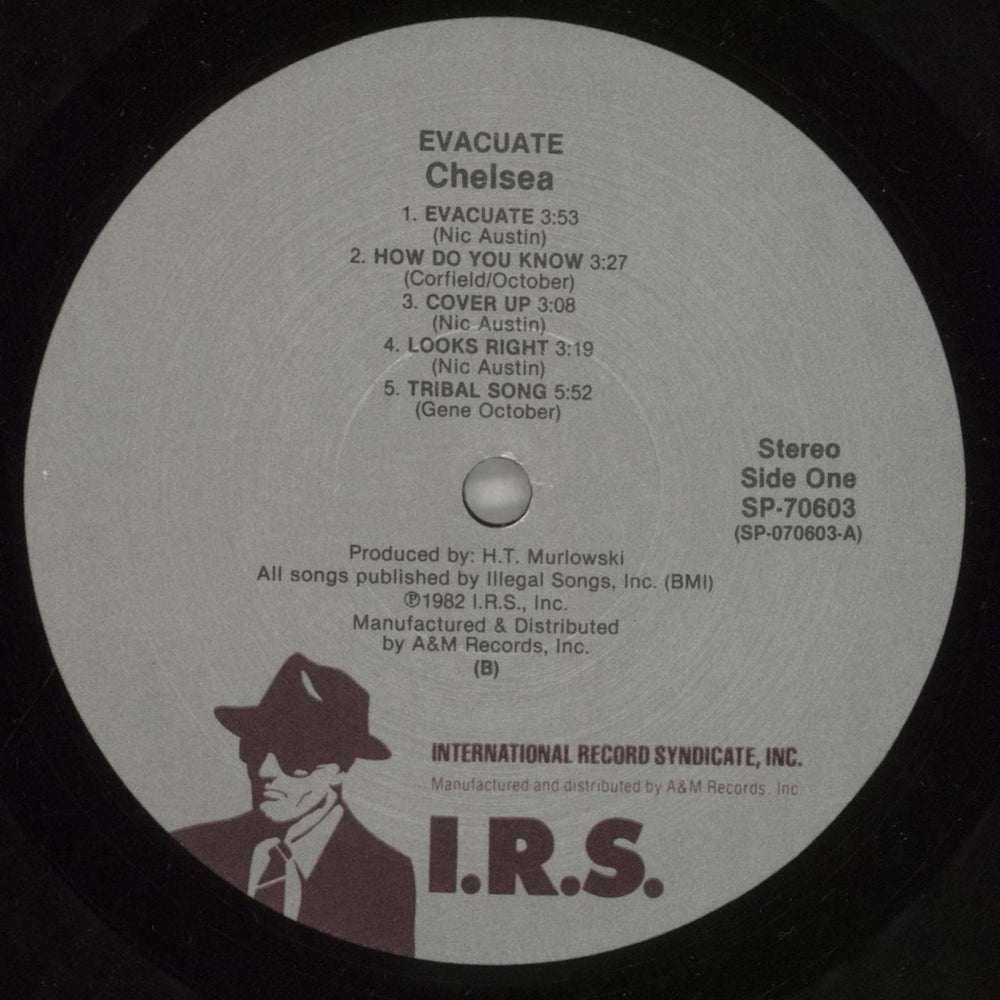 EVACUATE
Chelsea
1. EVACUATE 3:53
(Nic Austin)
2. HOW DO YOU KNOW 3:27
(Corfield/October)
3. COVER UP 3:08
(Nic Austin)
4. LOOKS RIGHT 3:19
(Nic Austin)
5. TRIBAL SONG 5:52
(Gene October)
Stereo
Side One
SP-70603
(SP-070603-A)
Produced by: H.T. Murlowski
All songs published by Illegal Songs, Inc. (BMI)
℗1982 I.R.S., Inc.
Manufactured & Distributed
by A&M Records, Inc.
(B)
INTERNATIONAL RECORD SYNDICATE, INC.
Manufactured and distributed by A&M Records, Inc
I.R.S.